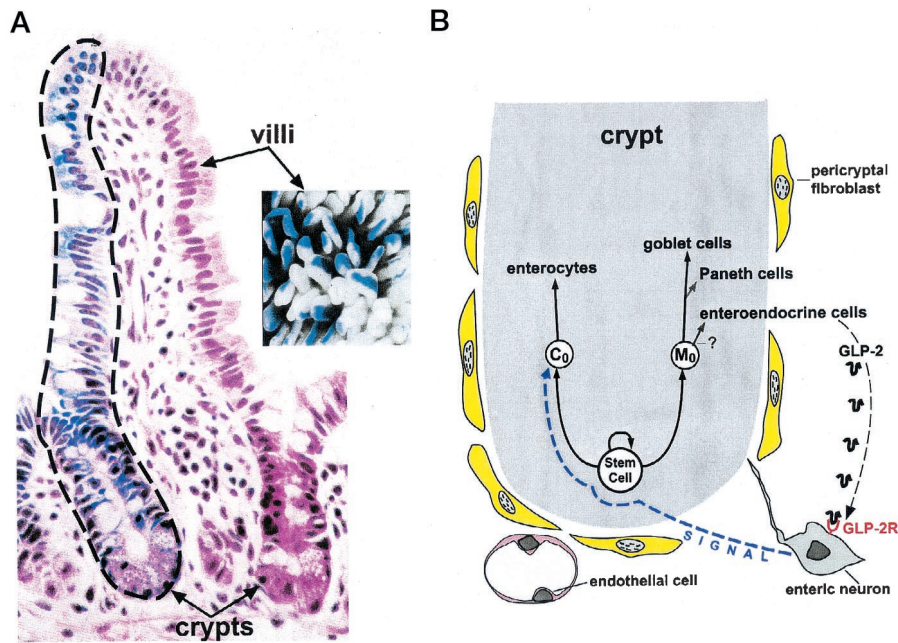 A
villi
crypts
B
crypt
pericryptal
fibroblast
goblet cells
enterocytes
Paneth cells
enteroendocrine cells
?
C0
M0
GLP-2
Stem
Cell
GLP-2R
SIGNAL
endothelial cell
enteric neuron